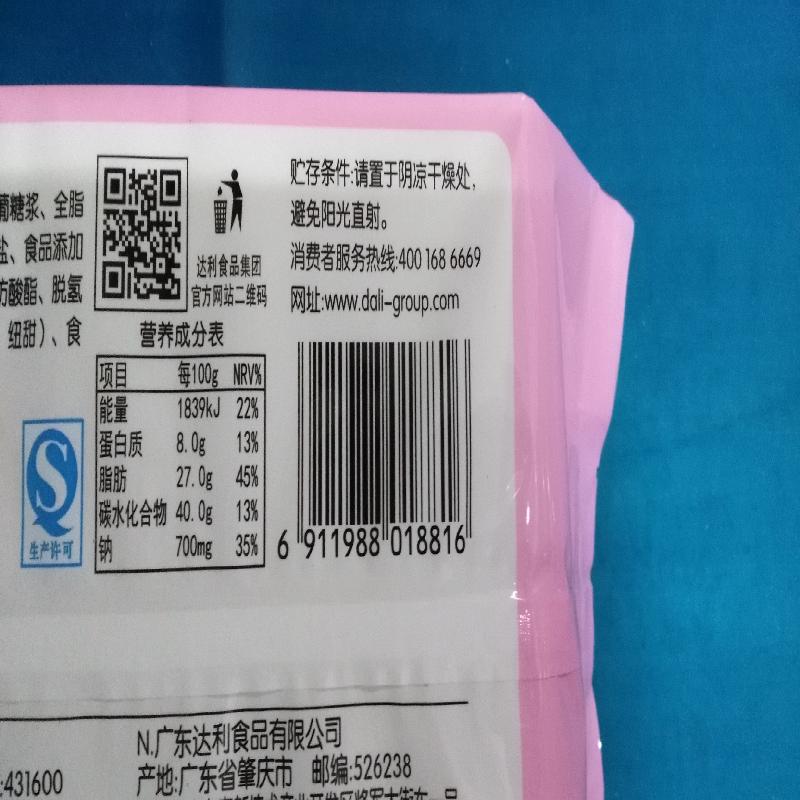 葡糖浆、全脂
盐、食品添加
酸酯、脱氢
纽甜）、食
达利食品集团
官方网站二维码
贮存条件:请置于阴凉干燥处,
避免阳光直射。
消费者服务热线:400 168 6669
网址:www.dali-group.com
营养成分表
项目 每100g NRV%
能量 1839kJ 22%
蛋白质 8.0g 13%
脂肪 27.0g 45%
碳水化合物 40.0g 13%
钠 700mg 35%
生产许可
6 911988 018816
N.广东达利食品有限公司
:431600
产地:广东省肇庆市 邮编:526238